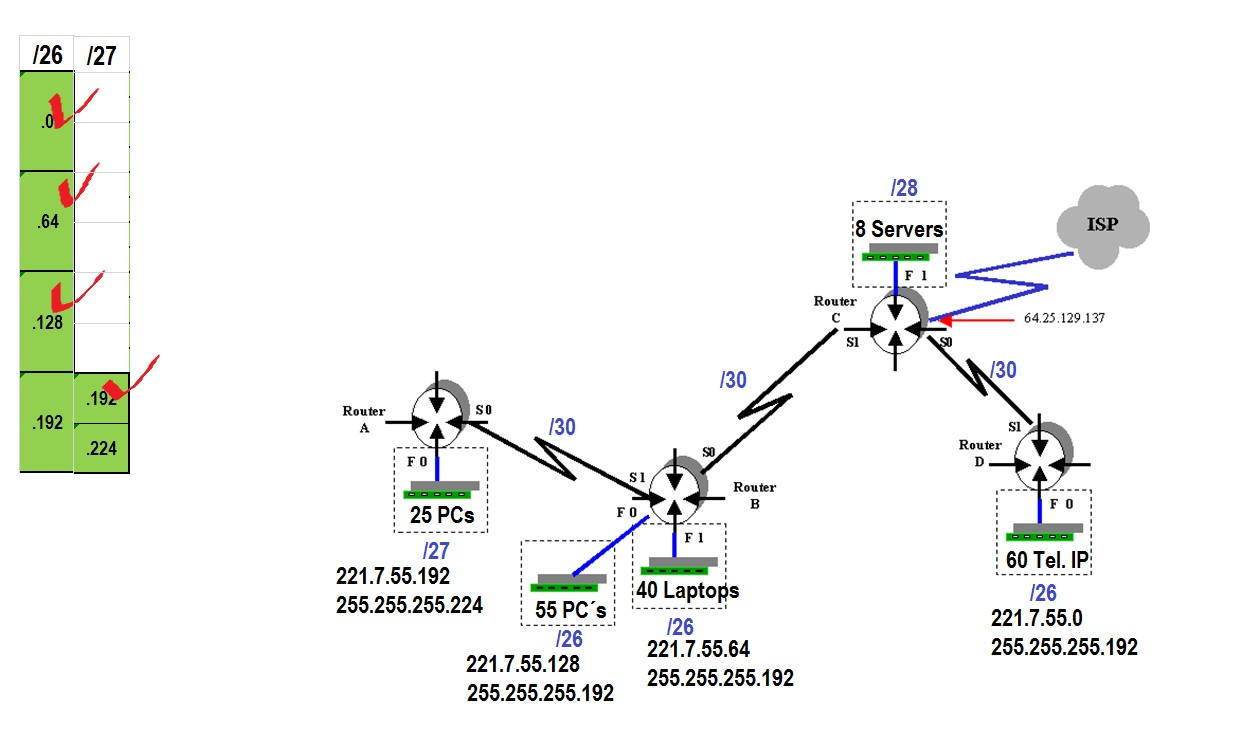 /26 /27
.0
.64
.128
.192
.192
.224
/28
8 Servers
F 1
ISP
Router
C
S1
S0
64.25.129.137
/30
/30
Router
A
S0
F 0
25 PCs
/27
221.7.55.192
255.255.255.224
/30
S 1
S0
Router
B
F 0
F 1
55 PC´s
/26
221.7.55.128
255.255.255.192
40 Laptops
/26
221.7.55.64
255.255.255.192
S1
Router
D
F 0
60 Tel. IP
/26
221.7.55.0
255.255.255.192